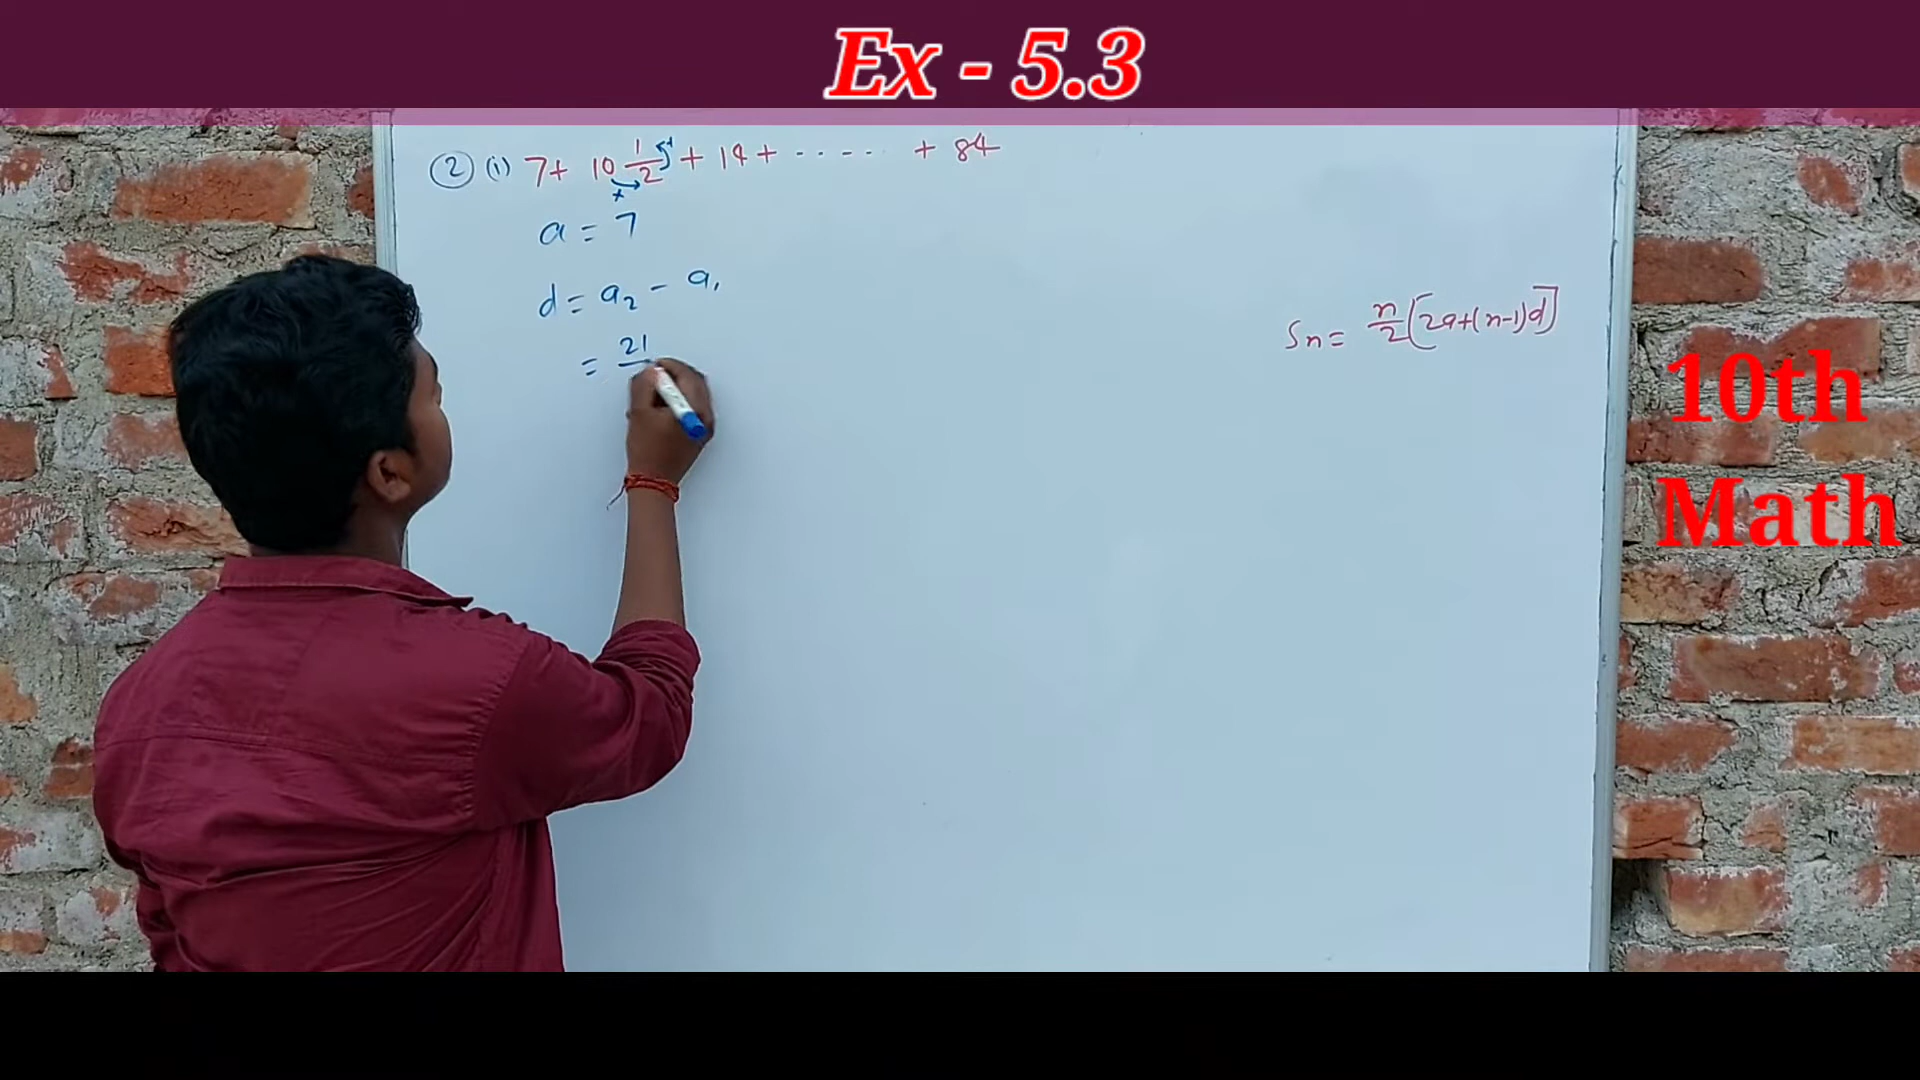 Ex - 5.3
② (i) 7+ 10 1/2 + 14 + ..... + 84
a = 7
d = a₂ - a₁
= 21
Sn = n/2 [2a+(n-1)d]
10th
Math